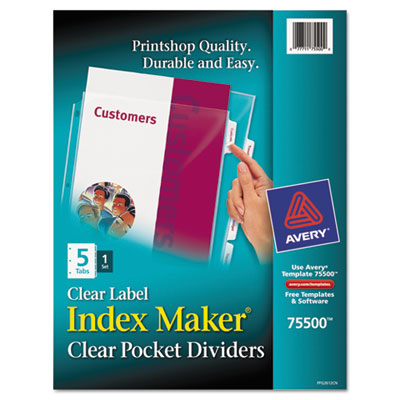 Printshop Quality.
Durable and Easy.
Customers
Customers
5
Tabs
1
Set
AVERY
Use Avery®
Template 75500™
avery.com/templates
Free Templates
& Software
75500™
Clear Label
Index Maker®
Clear Pocket Dividers